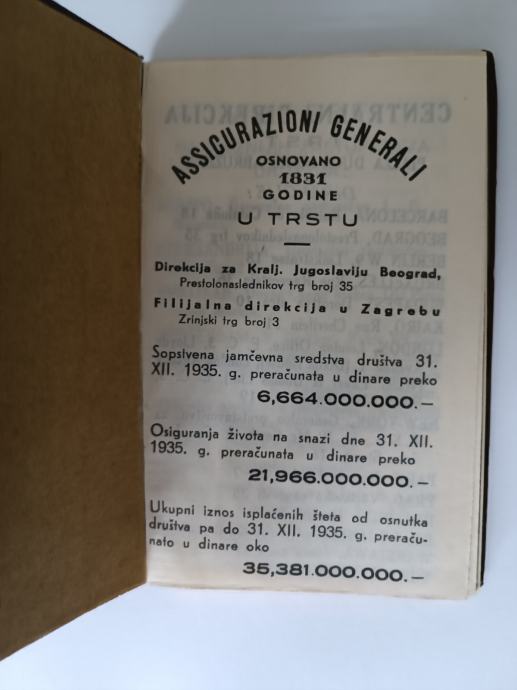 ASSIGURAZIONI GENERALI
OSNOVANO
1831
GODINE
U TRSTU
Direkcija za Kralj. Jugoslaviju Beograd,
Prestolonaslednikov trg broj 35
Filijalna direkcija u Zagrebu
Zrinjski trg broj 3
Sopstvena jamčevna sredstva društva 31.
XII. 1935. g. preračunata u dinare preko
6,664.000.000.—
Osiguranja života na snazi dne 31. XII.
1935. g. preračunata u dinare preko
21,966.000.000.—
Ukupni iznos isplaćenih šteta od osnutka
društva pa do 31. XII. 1935. g. preraču-
nato u dinare oko
35,381.000.000.—